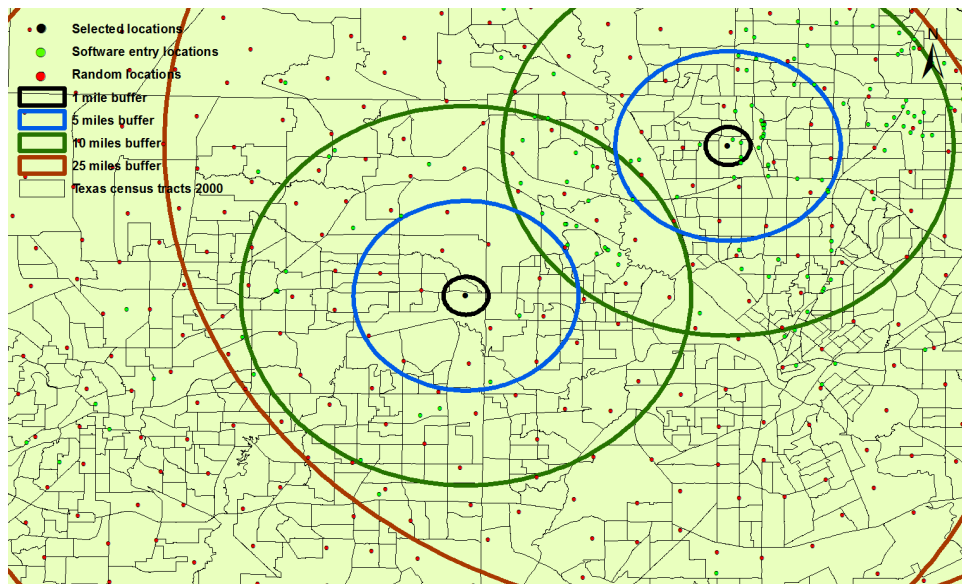 N
Selected locations
Software entry locations
Random locations
1 mile buffer
5 miles buffer
10 miles buffer
25 miles buffer
Texas census tracts 2000